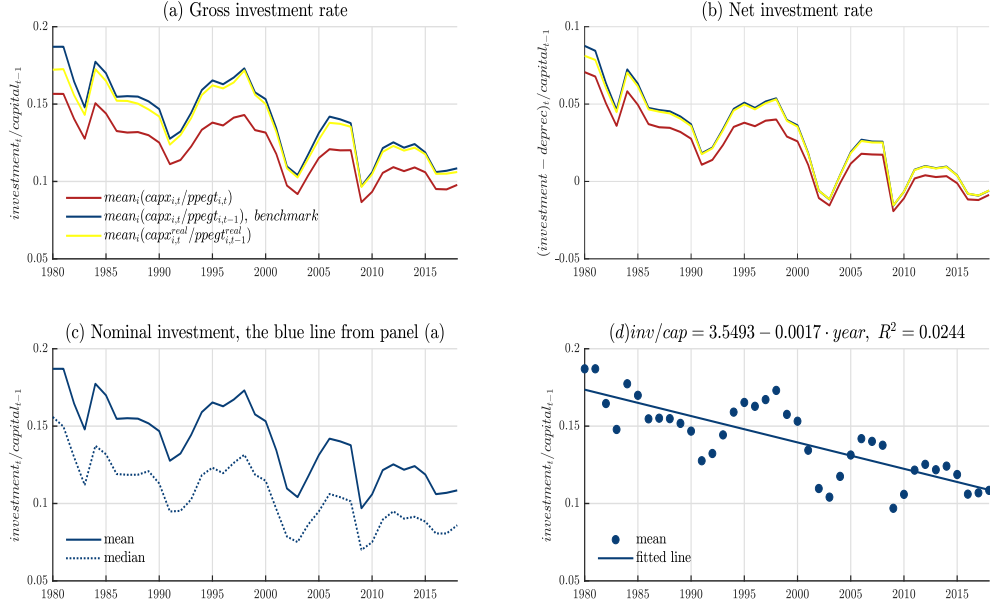 (a) Gross investment rate
0.2
0.15
0.1
0.05
investment_t/capital_{t−1}
mean_i(capx_{i,t}/ppegt_{i,t})
mean_i(capx_{i,t}/ppegt_{i,t−1}), benchmark
mean_i(capx^{real}_{i,t}/ppegt^{real}_{i,t−1})
1980 1985 1990 1995 2000 2005 2010 2015
(b) Net investment rate
0.1
0.05
0
-0.05
(investment − deprec)_t/capital_{t−1}
1980 1985 1990 1995 2000 2005 2010 2015
(c) Nominal investment, the blue line from panel (a)
0.2
0.15
0.1
0.05
investment_t/capital_{t−1}
mean
median
1980 1985 1990 1995 2000 2005 2010 2015
(d)inv/cap = 3.5493 − 0.0017 · year, R² = 0.0244
0.2
0.15
0.1
0.05
investment_t/capital_{t−1}
mean
fitted line
1980 1985 1990 1995 2000 2005 2010 2015